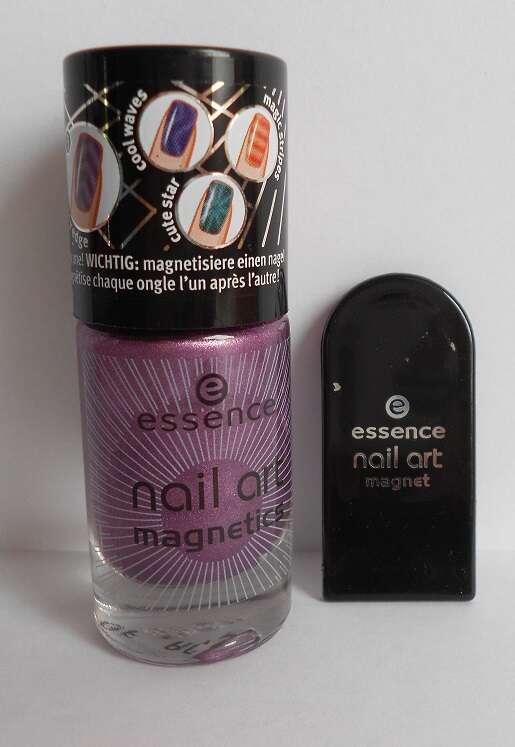 cool waves
magic stripes
cute star
edge
une! WICHTIG: magnetisiere einen nagel
chaque ongle l'un après l'autre!
e
essence
nail art
magnetics
e
essence
nail art
magnet